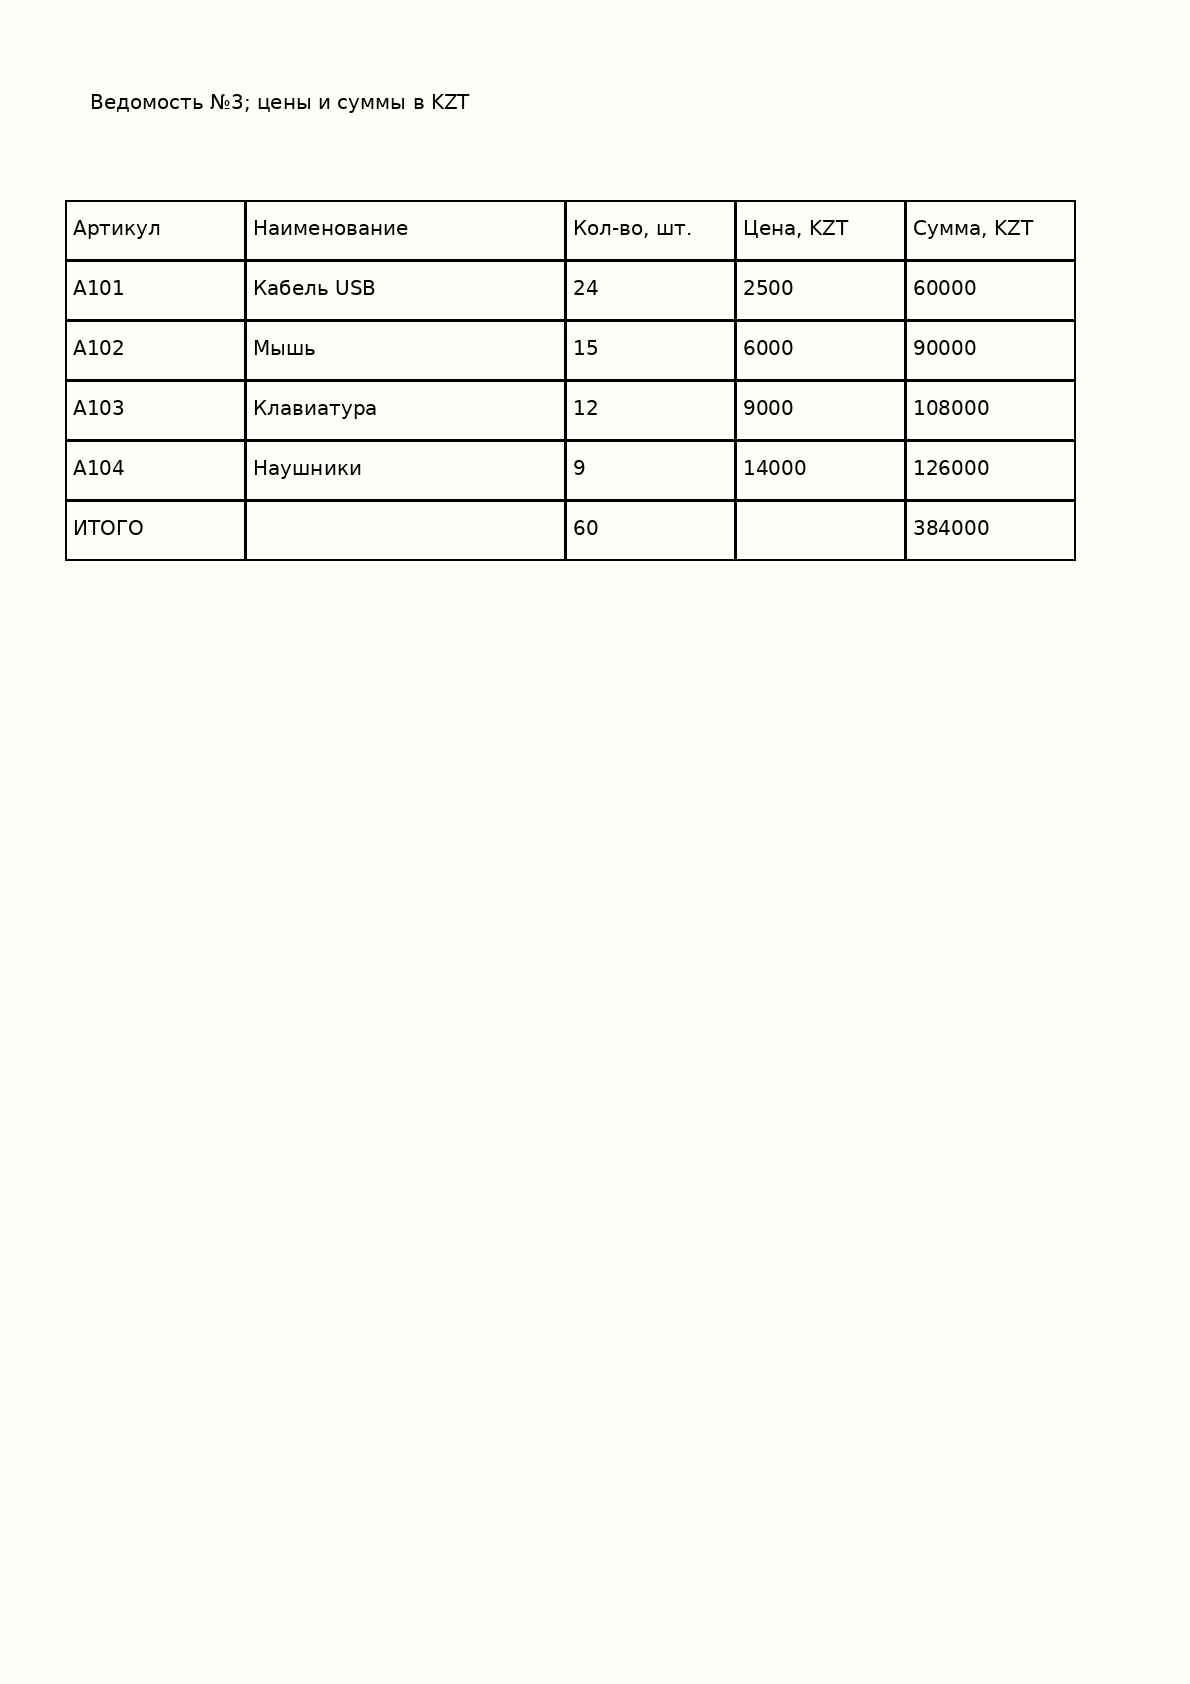 Ведомость №3; цены и суммы в KZT
Артикул Наименование Кол-во, шт. Цена, KZT Сумма, KZT
A101 Кабель USB 24 2500 60000
A102 Мышь 15 6000 90000
A103 Клавиатура 12 9000 108000
A104 Наушники 9 14000 126000
ИТОГО 60 384000